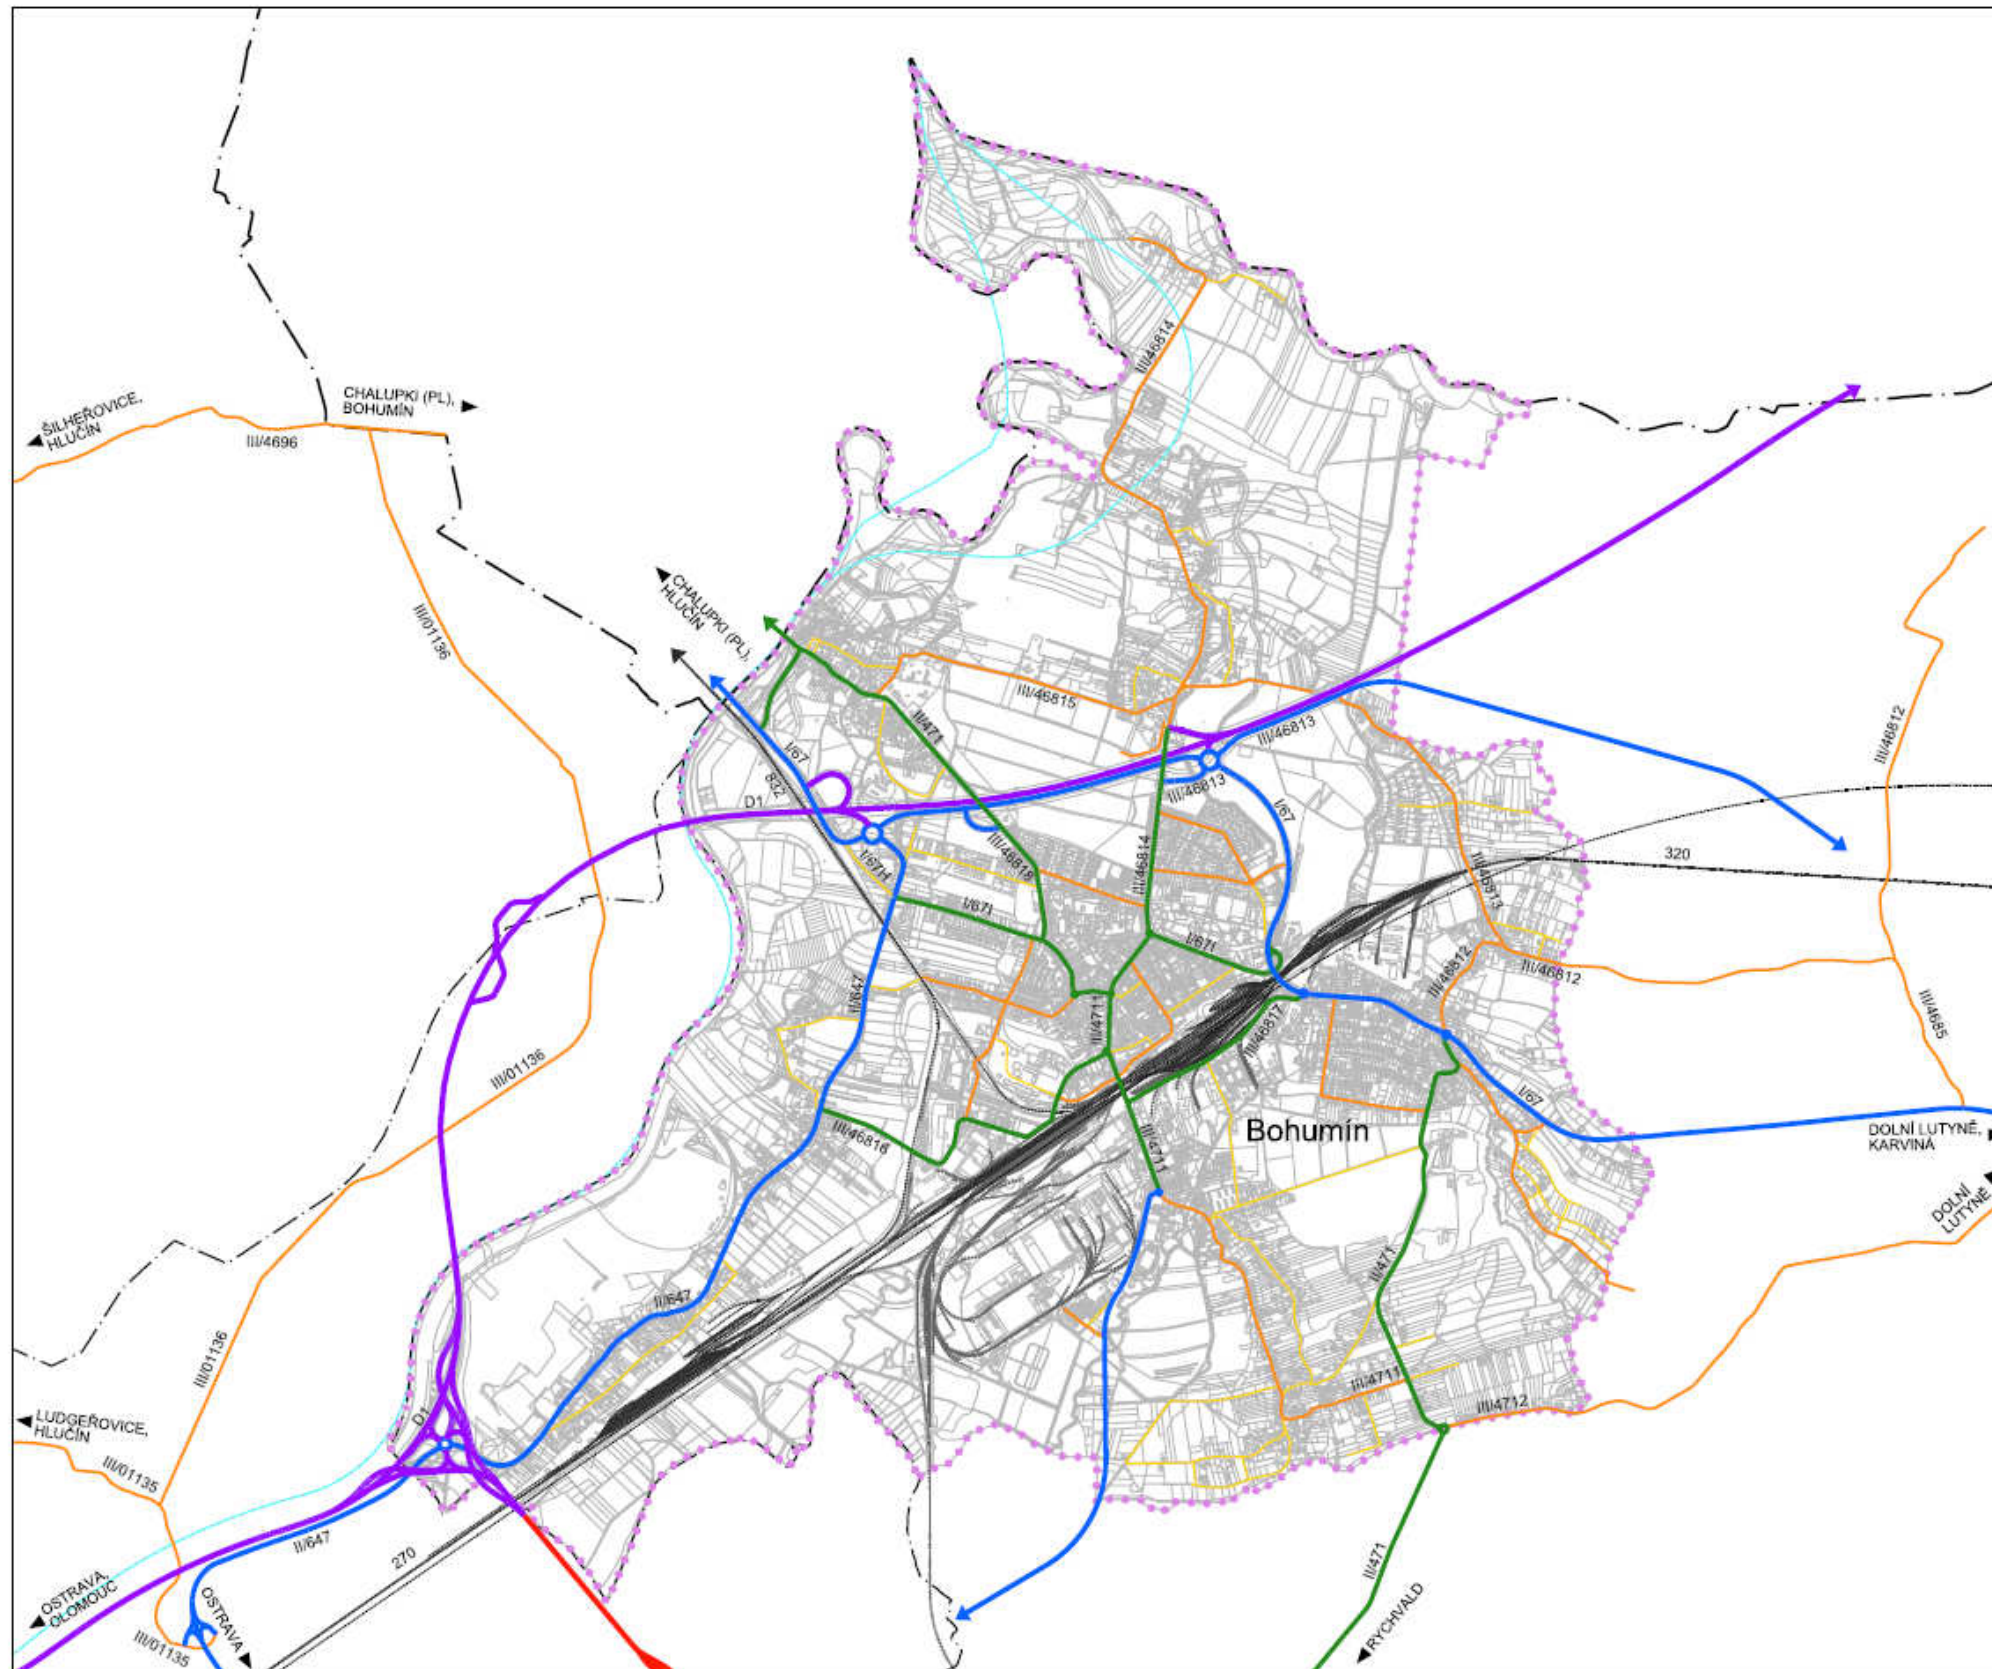 III/46814
CHALUPKI (PL),
BOHUMÍN
ŠILHEŘOVICE,
HLUČÍN
III/4696
CHALUPKI (PL),
HLUČÍN
III/01136
III/46815
II/471
III/46813
I/67
832
D1
III/46813
I/67
III/46812
III/46818
III/46814
I/67H
320
III/46813
I/67I
I/67I
III/46812
III/46812
II/647
III/4711
III/46817
III/4685
III/01136
I/67
III/46816
III/4711
Bohumín
DOLNÍ LUTYNĚ,
KARVINÁ
DOLNÍ
LUTYNĚ
II/471
II/647
III/01136
III/4711
III/4712
D1
LUDGEŘOVICE,
HLUČÍN
III/01135
II/647
270
II/471
OSTRAVA,
OLOMOUC
OSTRAVA
RYCHVALD
III/01135